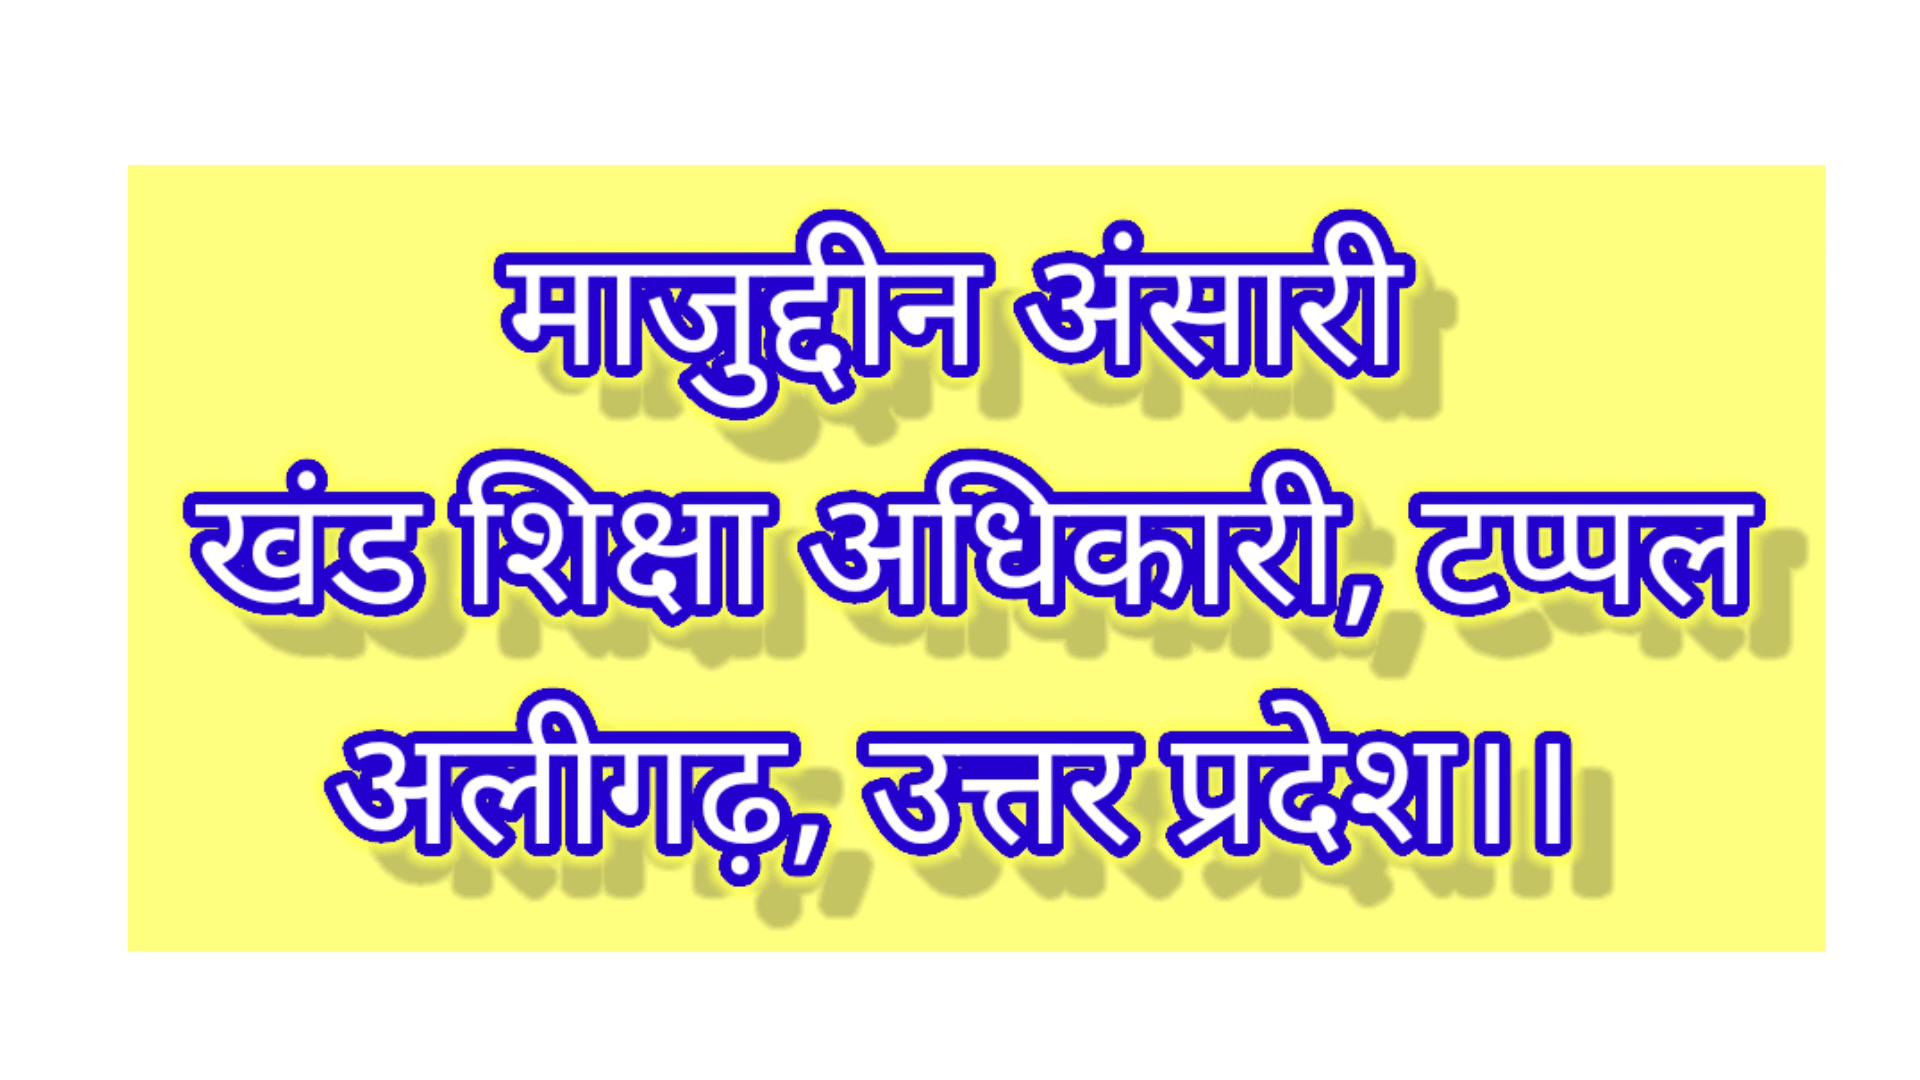 माजुद्दीन अंसारी
खंड शिक्षा अधिकारी, टप्पल
अलीगढ़, उत्तर प्रदेश।।